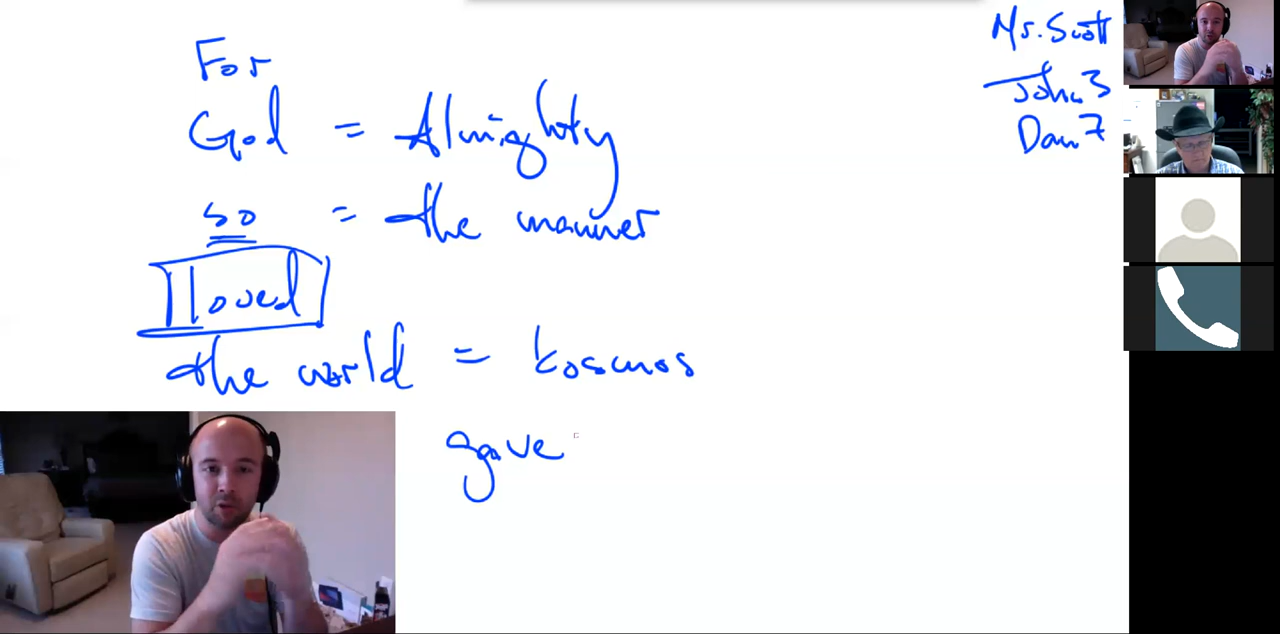 For
God = Almighty
so = the manner
loved
the world = kosmos
gave
Mr. Scott
John 3
Dan 7